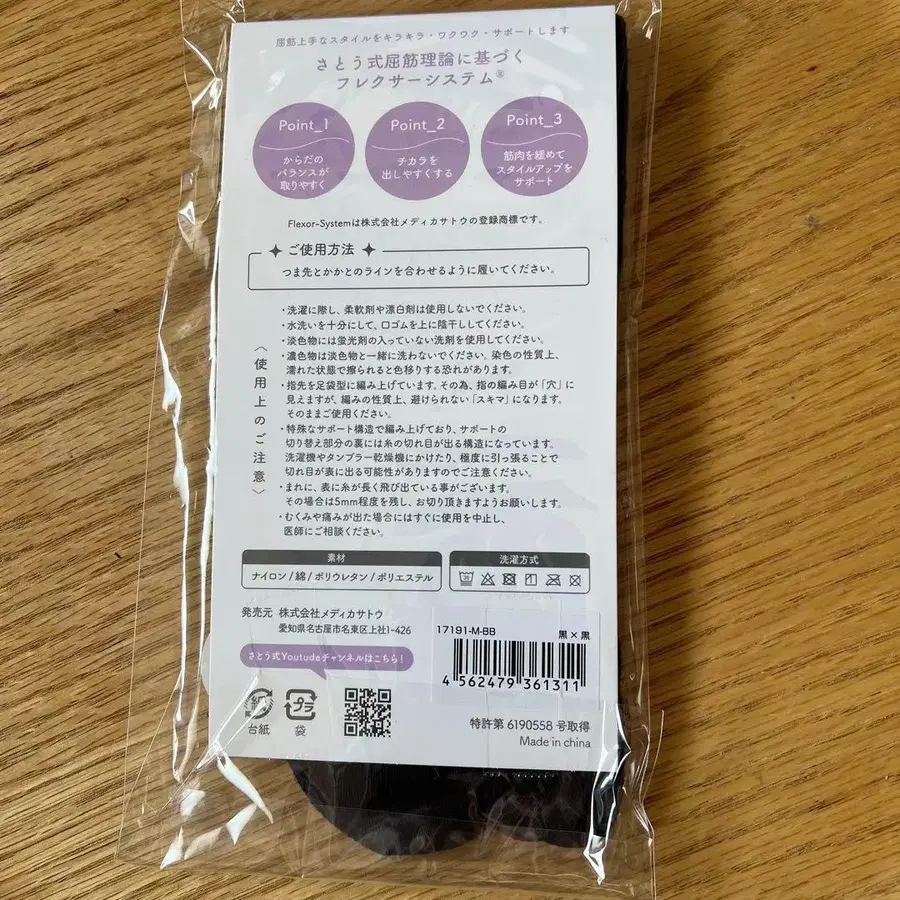 屈筋上手なスタイルをキラキラ・ワクワク・サポートします
さとう式屈筋理論に基づく
フレクサーシステム®
Point_1
からだの
バランスが
取りやすく
Point_2
チカラを
出しやすくする
Point_3
筋肉を緩めて
スタイルアップを
サポート
Flexor-Systemは株式会社メディカサトウの登録商標です。
ご使用方法
つま先とかかとのラインを合わせるように履いてください。
〈使用上のご注意〉
・洗濯に際し、柔軟剤や漂白剤は使用しないでください。
・水洗いを十分にして、口ゴムを上に陰干ししてください。
・淡色物には蛍光剤の入っていない洗剤を使用してください。
・濃色物は淡色物と一緒に洗わないでください。染色の性質上、
濡れた状態で擦られると色移りする恐れがあります。
・指先を足袋型に編み上げています。その為、指の編み目が「穴」に
見えますが、編みの性質上、避けられない「スキマ」になります。
そのままご使用ください。
・特殊なサポート構造で編み上げており、サポートの
切り替え部分の裏には糸の切れ目が出る構造になっています。
洗濯機やタンブラー乾燥機にかけたり、極度に引っ張ることで
切れ目が表に出る可能性がありますのでご注意ください。
・まれに、表に糸が長く飛び出ている事がございます。
その場合は5mm程度を残し、お切り頂きますようお願いします。
・むくみや痛みが出た場合にはすぐに使用を中止し、
医師にご相談ください。
素材
ナイロン/綿/ポリウレタン/ポリエステル
洗濯方式
発売元 株式会社メディカサトウ
愛知県名古屋市名東区上社1-426
さとう式Youtudeチャンネルはこちら!
17191-M-BB 黒×黒
4 562479 361311
紙
台紙
プラ
袋
特許第 6190558 号取得
Made in china